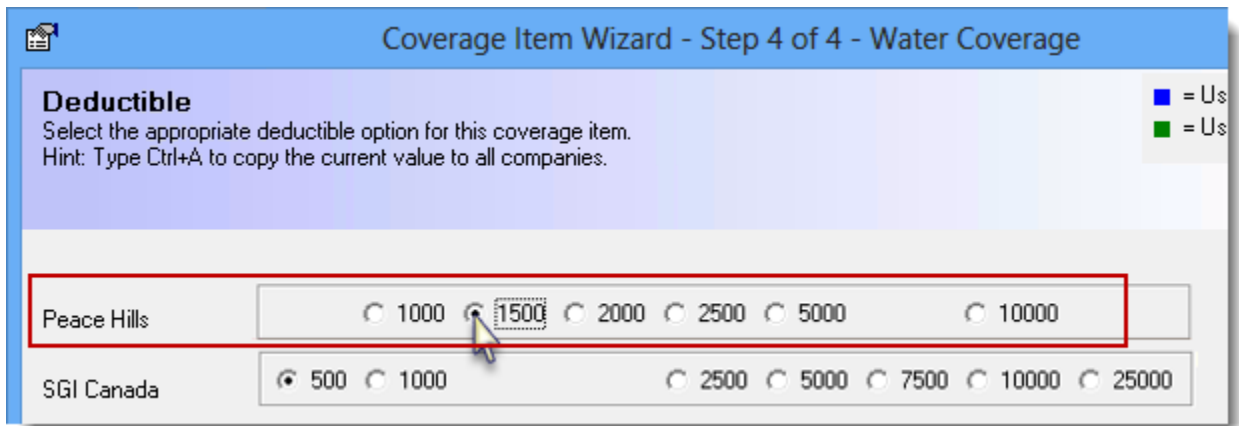 Coverage Item Wizard - Step 4 of 4 - Water Coverage
Deductible
Select the appropriate deductible option for this coverage item.
Hint: Type Ctrl+A to copy the current value to all companies.
= Us
= Us
Peace Hills 1000 1500 2000 2500 5000 10000
SGI Canada 500 1000 2500 5000 7500 10000 25000